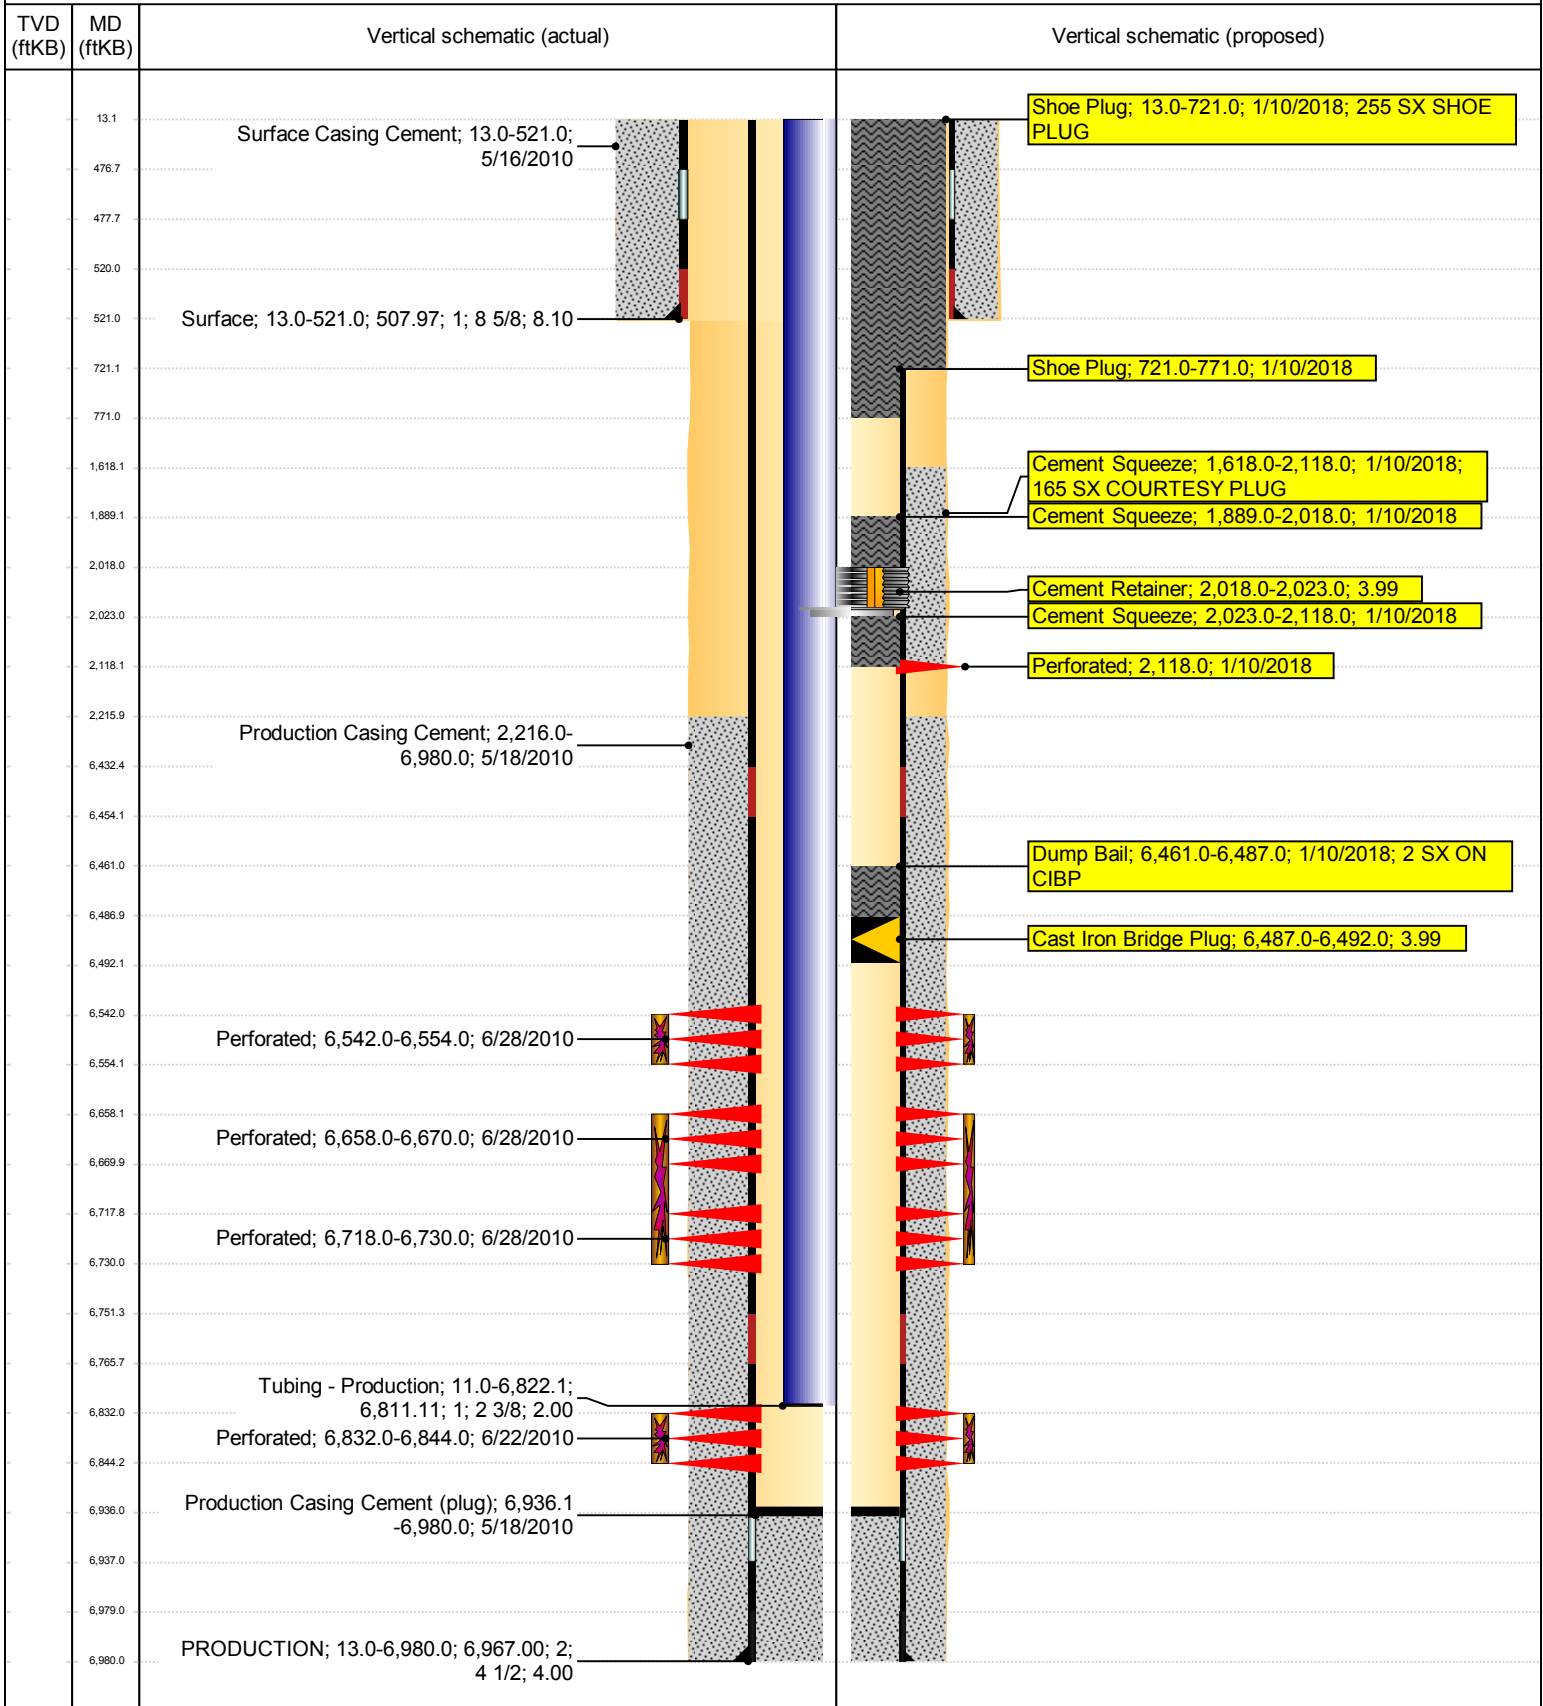 TVD
(ftKB)
MD
(ftKB)
Vertical schematic (actual)
Vertical schematic (proposed)
13.1
476.7
477.7
520.0
521.0
721.1
771.0
1,618.1
1,889.1
2,018.0
2,023.0
2,118.1
2,215.9
6,432.4
6,454.1
6,461.0
6,486.9
6,492.1
6,542.0
6,554.1
6,658.1
6,669.9
6,717.8
6,730.0
6,751.3
6,765.7
6,832.0
6,844.2
6,936.0
6,937.0
6,979.0
6,980.0
Surface Casing Cement; 13.0-521.0;
5/16/2010
Surface; 13.0-521.0; 507.97; 1; 8 5/8; 8.10
Production Casing Cement; 2,216.0-
6,980.0; 5/18/2010
Perforated; 6,542.0-6,554.0; 6/28/2010
Perforated; 6,658.0-6,670.0; 6/28/2010
Perforated; 6,718.0-6,730.0; 6/28/2010
Tubing - Production; 11.0-6,822.1;
6,811.11; 1; 2 3/8; 2.00
Perforated; 6,832.0-6,844.0; 6/22/2010
Production Casing Cement (plug); 6,936.1
-6,980.0; 5/18/2010
PRODUCTION; 13.0-6,980.0; 6,967.00; 2;
4 1/2; 4.00
Shoe Plug; 13.0-721.0; 1/10/2018; 255 SX SHOE
PLUG
Shoe Plug; 721.0-771.0; 1/10/2018
Cement Squeeze; 1,618.0-2,118.0; 1/10/2018;
165 SX COURTESY PLUG
Cement Squeeze; 1,889.0-2,018.0; 1/10/2018
Cement Retainer; 2,018.0-2,023.0; 3.99
Cement Squeeze; 2,023.0-2,118.0; 1/10/2018
Perforated; 2,118.0; 1/10/2018
Dump Bail; 6,461.0-6,487.0; 1/10/2018; 2 SX ON
CIBP
Cast Iron Bridge Plug; 6,487.0-6,492.0; 3.99